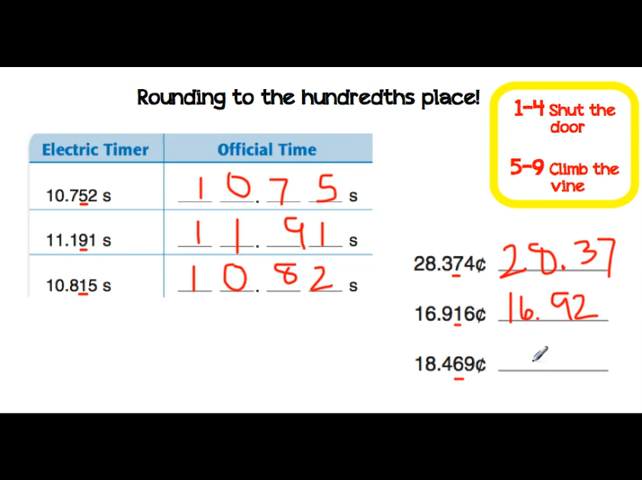 Rounding to the hundredths place!
1-4 Shut the
door
5-9 Climb the
vine
Electric Timer Official Time
10.752 s 10.75 s
11.191 s 11.91 s
10.815 s 10.82 s
28.374¢ 28.37
16.916¢ 16.92
18.469¢